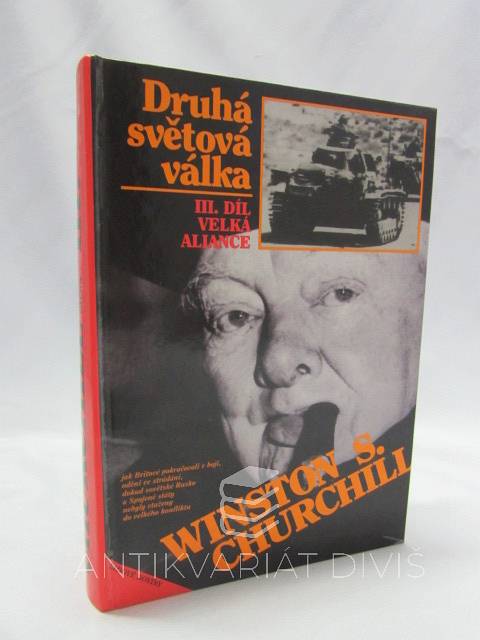 Druhá
světová
válka
III. DÍL
VELKÁ
ALIANCE
jak Britové pokračovali v boji,
oděni ve strádání,
dokud sovětské Rusko
a Spojené státy
nebyly vtaženy
do velkého konfliktu
WINSTON S.
CHURCHILL
ANTIKVARIÁT DIVIŠ